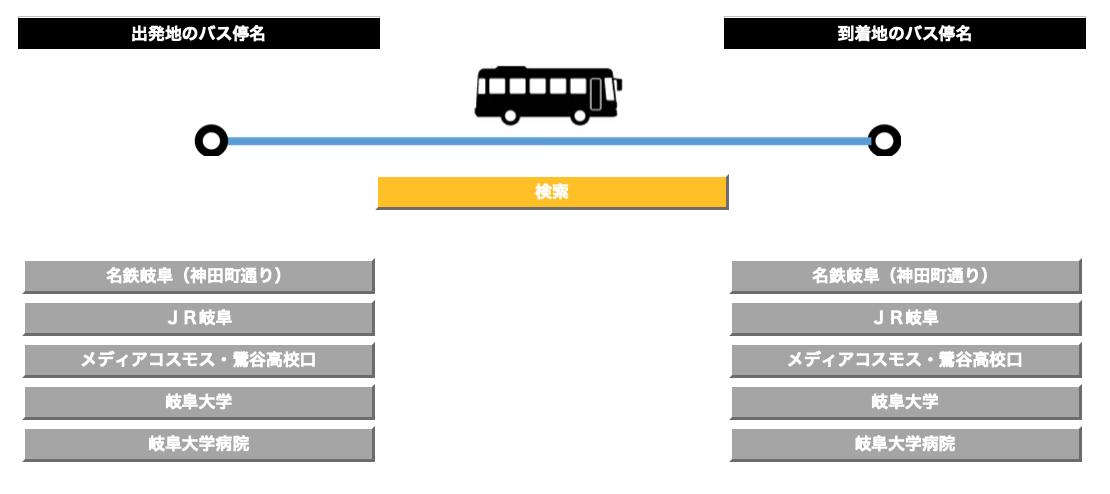 出発地のバス停名
到着地のバス停名
検索
名鉄岐阜（神田町通り）
名鉄岐阜（神田町通り）
ＪＲ岐阜
ＪＲ岐阜
メディアコスモス・鶯谷高校口
メディアコスモス・鶯谷高校口
岐阜大学
岐阜大学
岐阜大学病院
岐阜大学病院